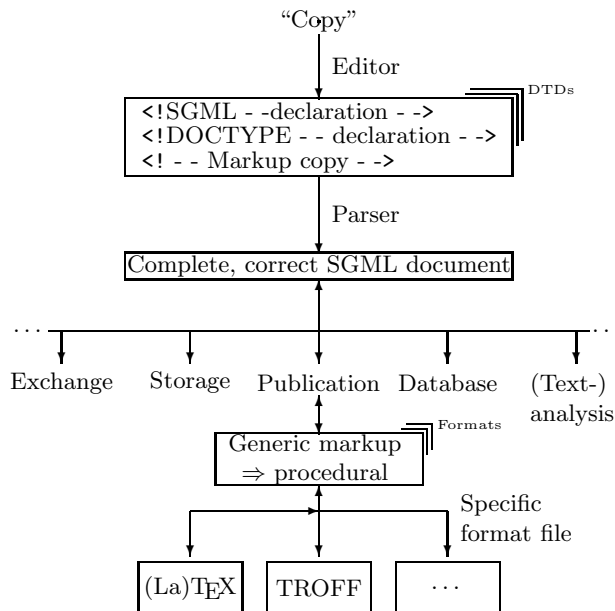 “Copy”
Editor
DTDs
<!SGML - -declaration - ->
<!DOCTYPE - - declaration - ->
<! - - Markup copy - ->
Parser
Complete, correct SGML document
··· ··
Exchange Storage Publication Database (Text-)
analysis
Formats
Generic markup
⇒ procedural
Specific
format file
(La)TEX TROFF ···